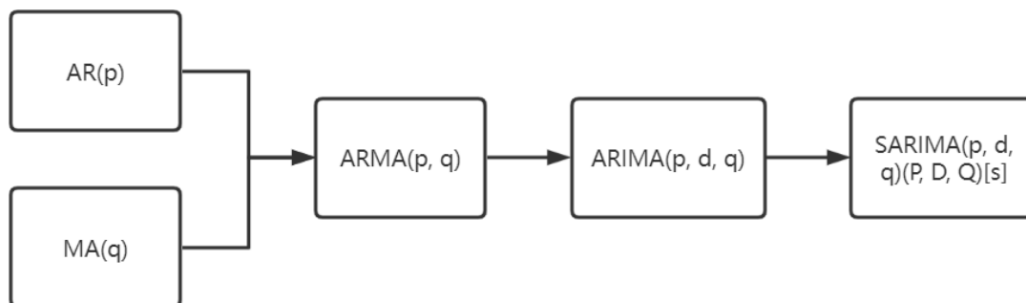 AR(p)
MA(q)
ARMA(p, q)
ARIMA(p, d, q)
SARIMA(p, d,
q)(P, D, Q)[s]